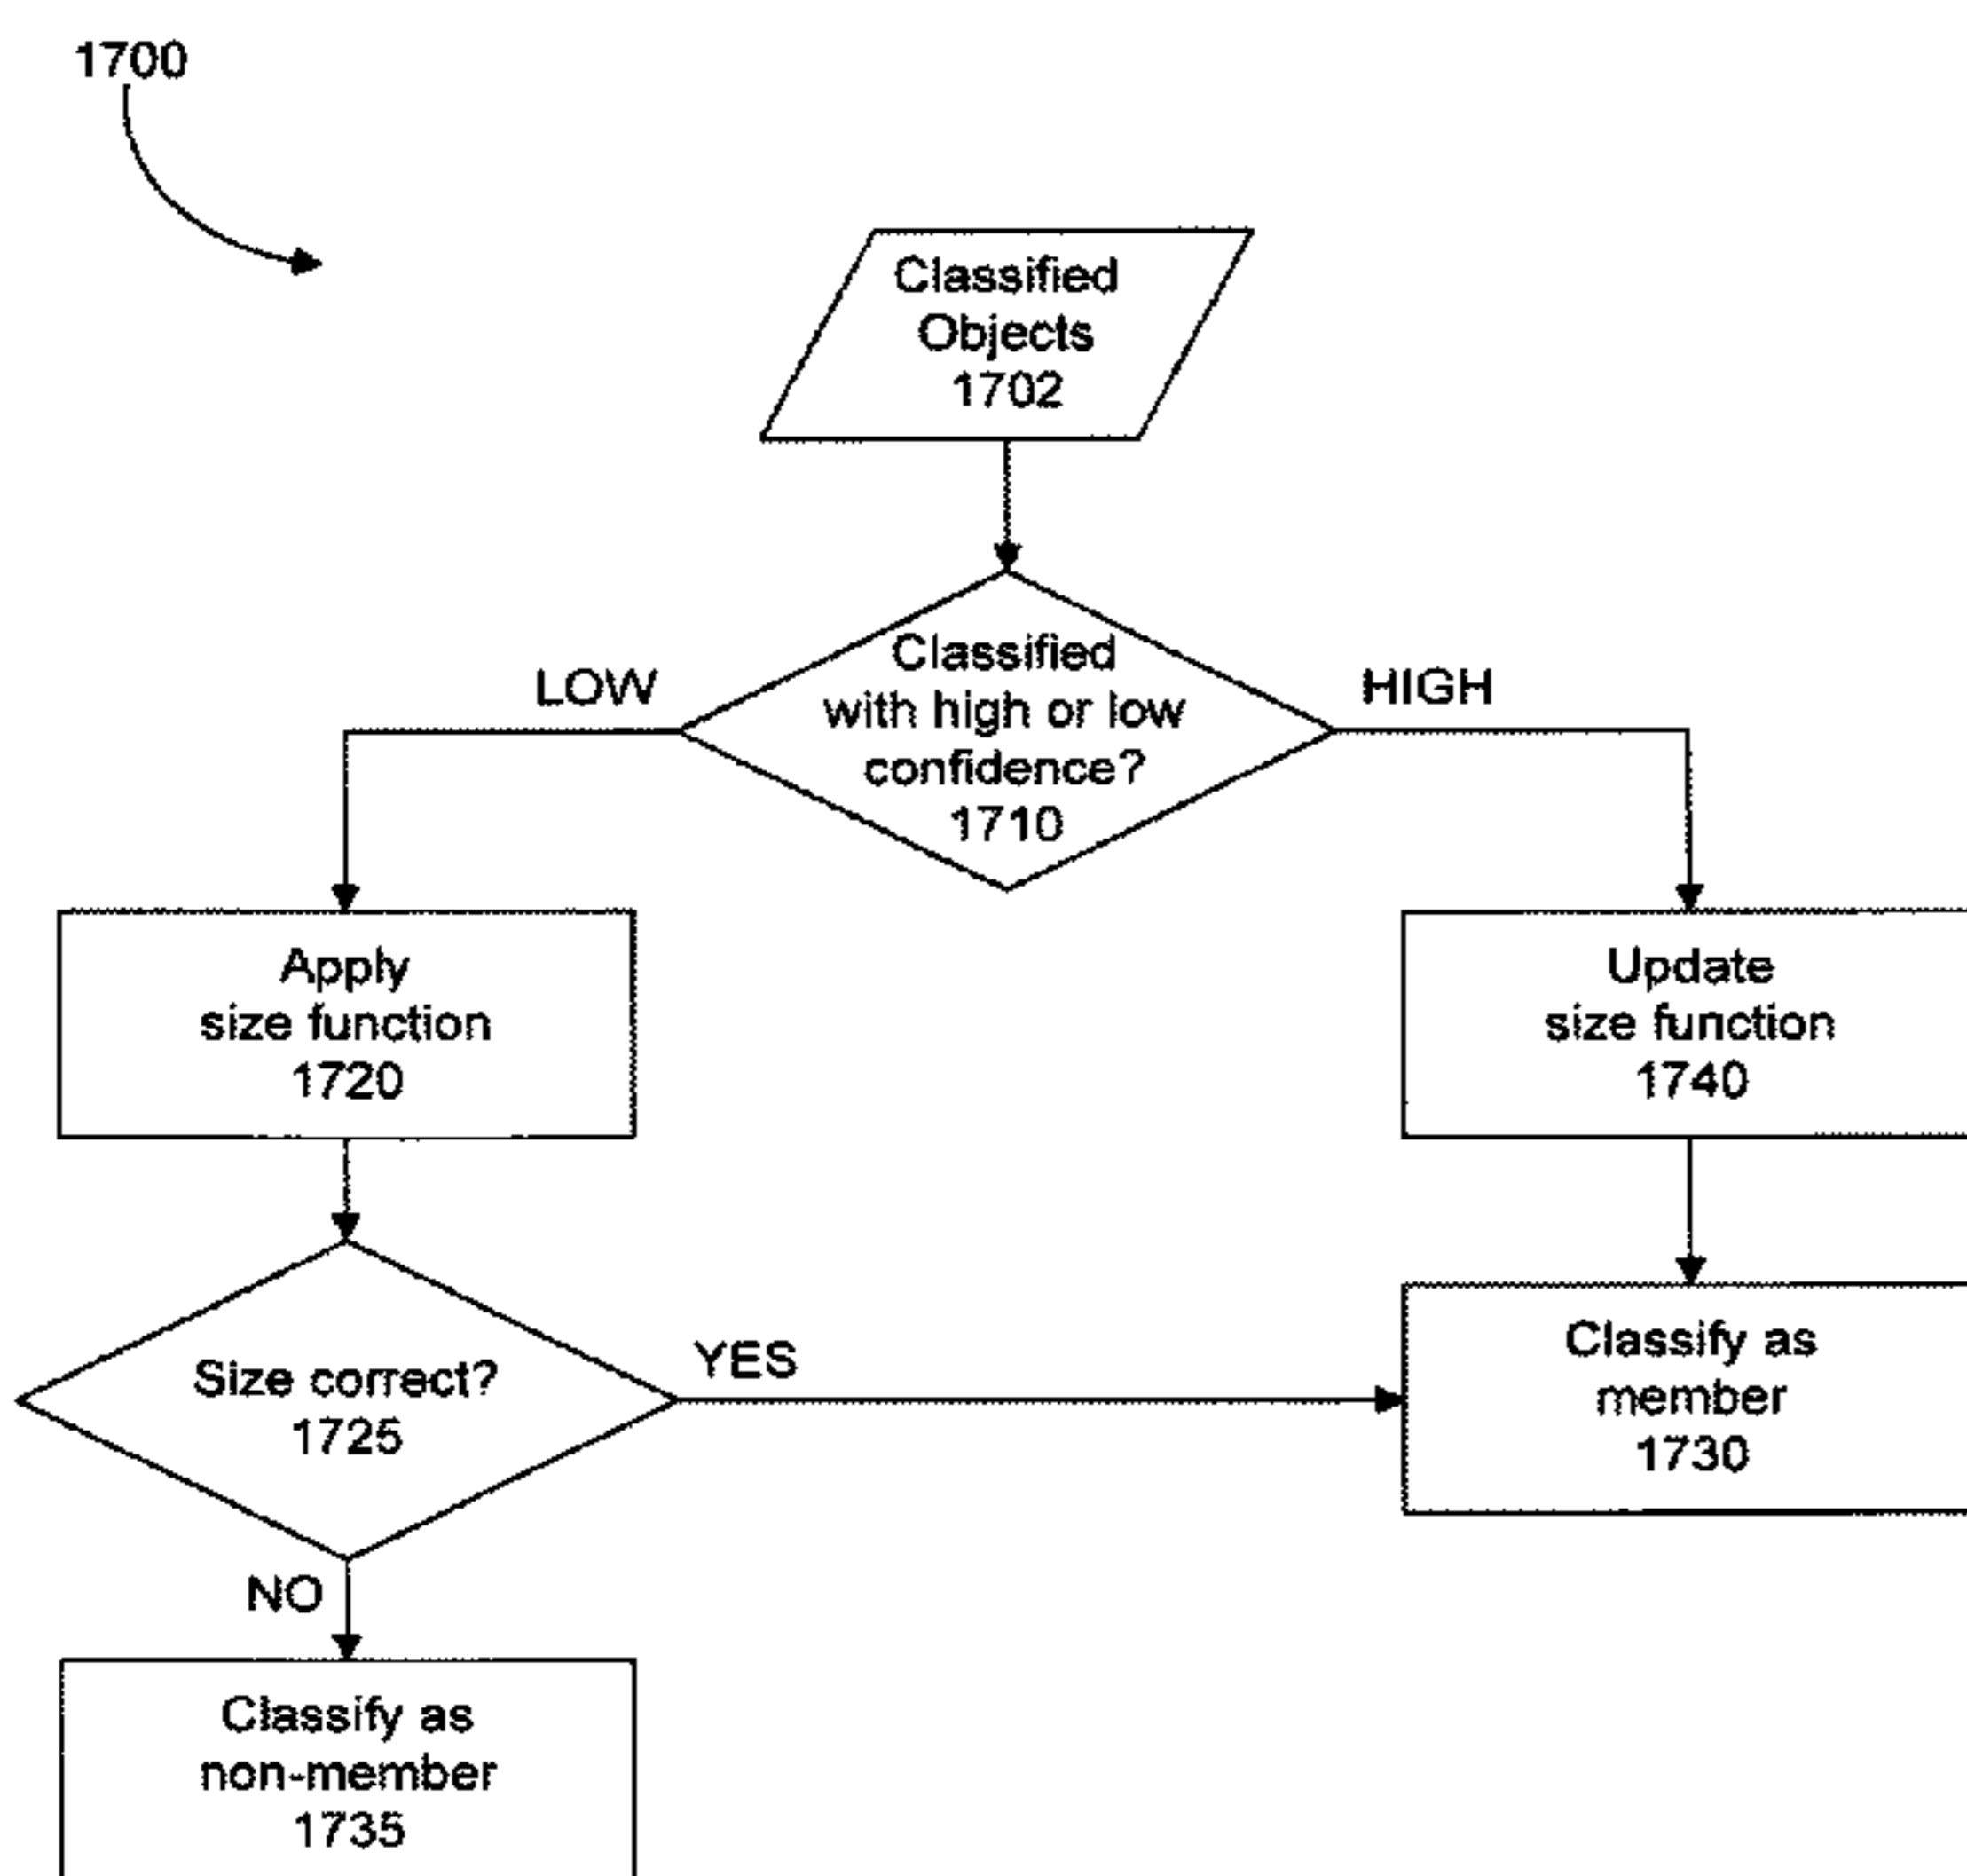 1700
Classified
Objects
1702
Classified
with high or low
confidence?
1710
LOW
HIGH
Apply
size function
1720
Update
size function
1740
Size correct?
1725
YES
Classify as
member
1730
NO
Classify as
non-member
1735